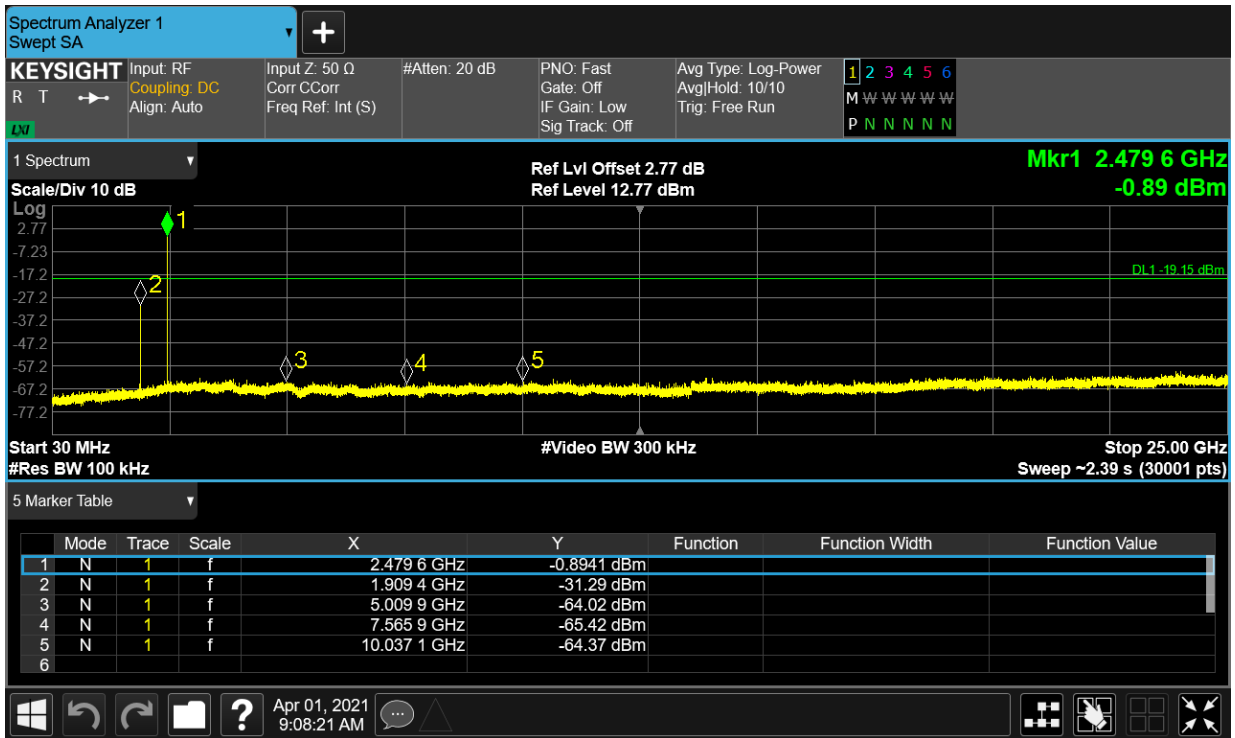 Spectrum Analyzer 1
Swept SA
KEYSIGHT
R T
LXI
Input: RF
Coupling: DC
Align: Auto
Input Z: 50 Ω
Corr CCorr
Freq Ref: Int (S)
#Atten: 20 dB
PNO: Fast
Gate: Off
IF Gain: Low
Sig Track: Off
Avg Type: Log-Power
Avg|Hold: 10/10
Trig: Free Run
1 2 3 4 5 6
M W W W W W
P N N N N N
1 Spectrum
Scale/Div 10 dB
Ref Lvl Offset 2.77 dB
Ref Level 12.77 dBm
Mkr1 2.479 6 GHz
-0.89 dBm
Log
2.77
-7.23
-17.2
-27.2
-37.2
-47.2
-57.2
-67.2
-77.2
1
2
3
4
5
DL1 -19.15 dBm
Start 30 MHz
#Res BW 100 kHz
#Video BW 300 kHz
Stop 25.00 GHz
Sweep ~2.39 s (30001 pts)
5 Marker Table
Mode Trace Scale X Y Function Function Width Function Value
1 N 1 f 2.479 6 GHz -0.8941 dBm
2 N 1 f 1.909 4 GHz -31.29 dBm
3 N 1 f 5.009 9 GHz -64.02 dBm
4 N 1 f 7.565 9 GHz -65.42 dBm
5 N 1 f 10.037 1 GHz -64.37 dBm
6
?
Apr 01, 2021
9:08:21 AM